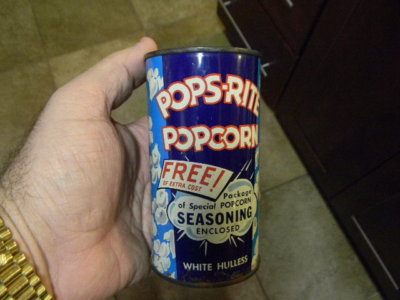 POPS-RITE
POPCORN
FREE!
OF EXTRA COST
Package
of Special POPCORN
SEASONING
ENCLOSED
WHITE HULLESS